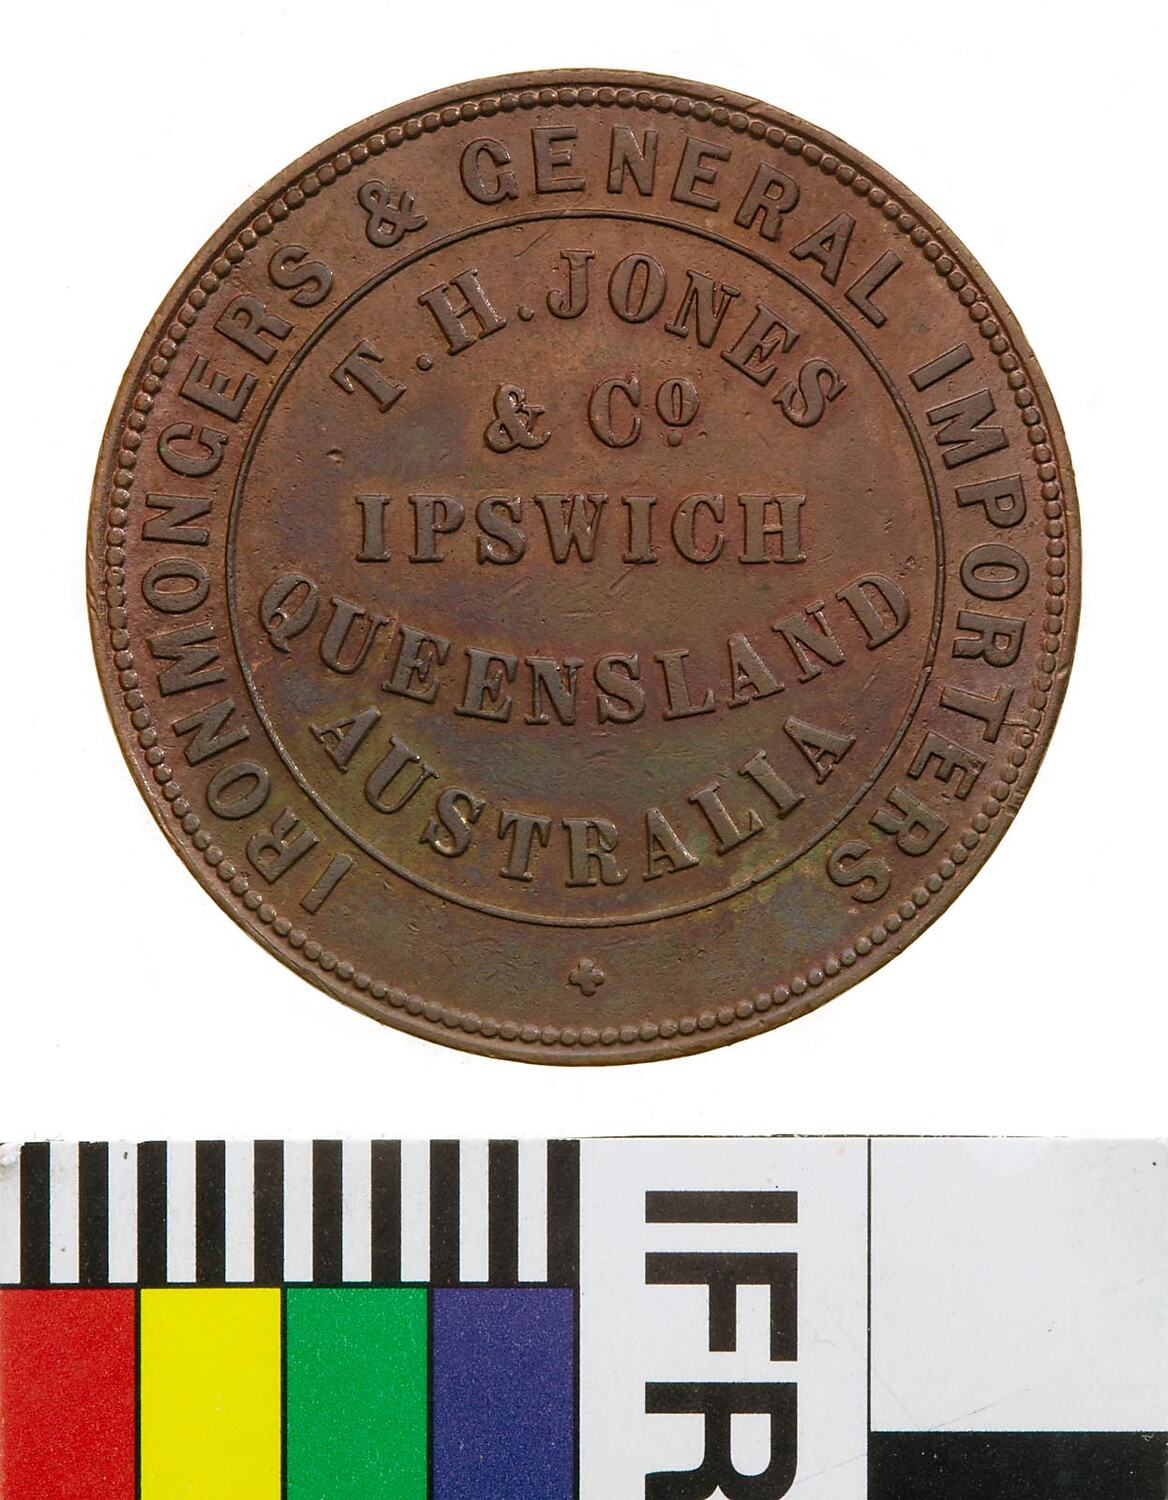 IRONMONGERS & GENERAL IMPORTERS
T. H. JONES
& Cº
IPSWICH
QUEENSLAND
AUSTRALIA
IFR